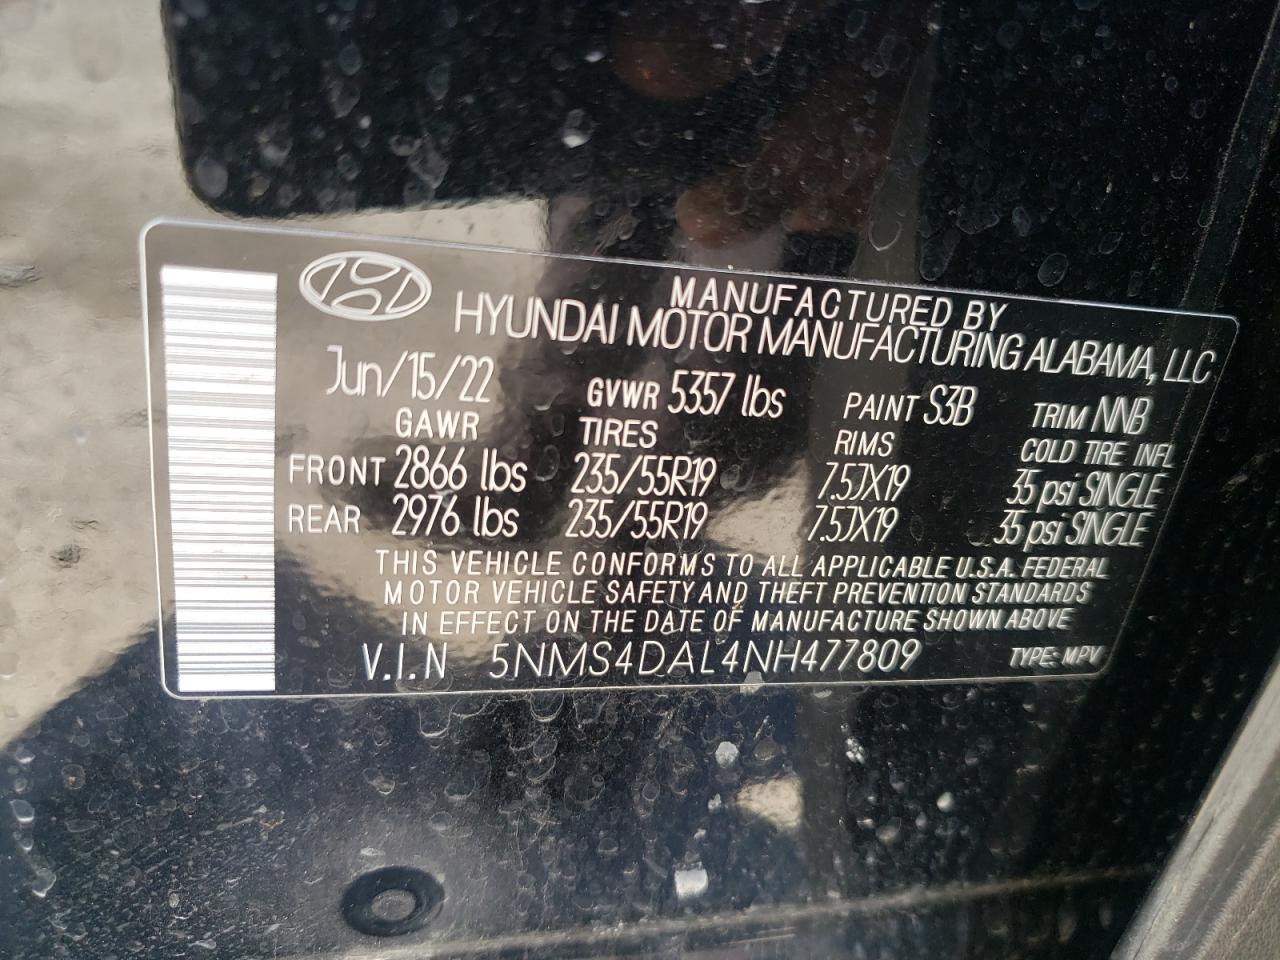 MANUFACTURED BY
HYUNDAI MOTOR MANUFACTURING ALABAMA, LLC
Jun/15/22 GVWR 5357 lbs PAINT S3B TRIM NNB
GAWR TIRES RIMS COLD TIRE INFL
FRONT 2866 lbs 235/55R19 7.5JX19 35 psi SINGLE
REAR 2976 lbs 235/55R19 7.5JX19 35 psi SINGLE
THIS VEHICLE CONFORMS TO ALL APPLICABLE U.S.A. FEDERAL
MOTOR VEHICLE SAFETY AND THEFT PREVENTION STANDARDS
IN EFFECT ON THE DATE OF MANUFACTURE SHOWN ABOVE
V.I.N 5NMS4DAL4NH477809 TYPE: MPV